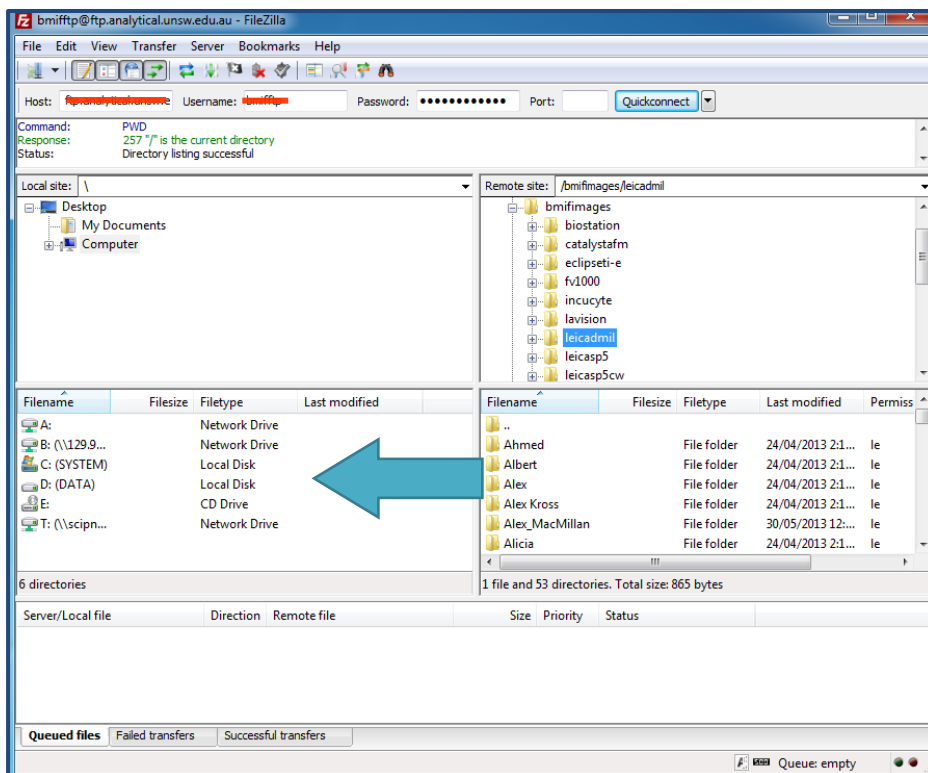 bmifftp@ftp.analytical.unsw.edu.au - FileZilla
File Edit View Transfer Server Bookmarks Help
Host: Username: Password: ●●●●●●●●●●●● Port: Quickconnect
Command: PWD
Response: 257 "/" is the current directory
Status: Directory listing successful
Local site: \
Remote site: /bmifimages/leicadmil
Desktop
My Documents
Computer
bmifimages
biostation
catalystafm
eclipseti-e
fv1000
incucyte
lavision
leicadmil
leicasp5
leicasp5cw
Filename Filesize Filetype Last modified
A: Network Drive
B: (\\129.9... Network Drive
C: (SYSTEM) Local Disk
D: (DATA) Local Disk
E: CD Drive
T: (\\scipn... Network Drive
6 directories
Filename Filesize Filetype Last modified Permiss
..
Ahmed File folder 24/04/2013 2:1... le
Albert File folder 24/04/2013 2:1... le
Alex File folder 24/04/2013 2:1... le
Alex Kross File folder 24/04/2013 2:1... le
Alex_MacMillan File folder 30/05/2013 12:... le
Alicia File folder 24/04/2013 2:1... le
1 file and 53 directories. Total size: 865 bytes
Server/Local file Direction Remote file Size Priority Status
Queued files Failed transfers Successful transfers
Queue: empty